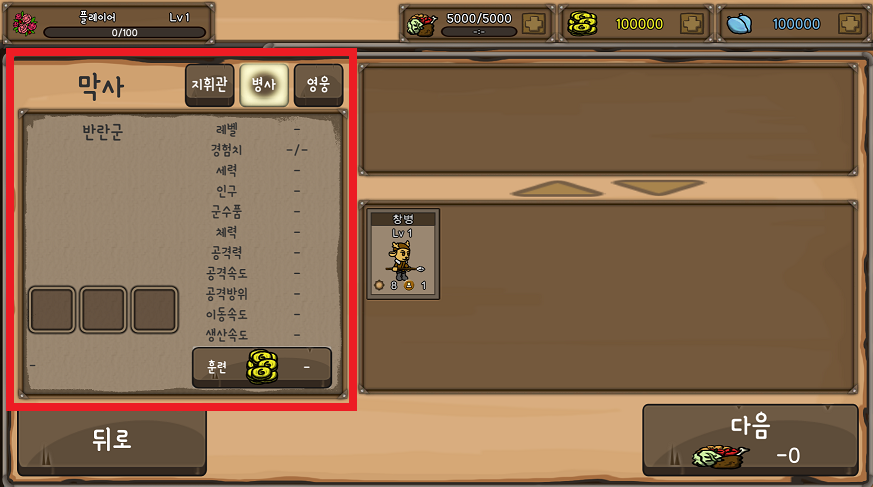 플레이어 Lv 1
0/100
5000/5000
-:-
100000
100000
막사
지휘관
병사
영웅
반란군
레벨 -
경험치 -/-
세력 -
인구 -
군수품 -
체력 -
공격력 -
공격속도 -
공격방위 -
이동속도 -
생산속도 -
-
훈련 -
창병
Lv 1
8 1
뒤로
다음
-0